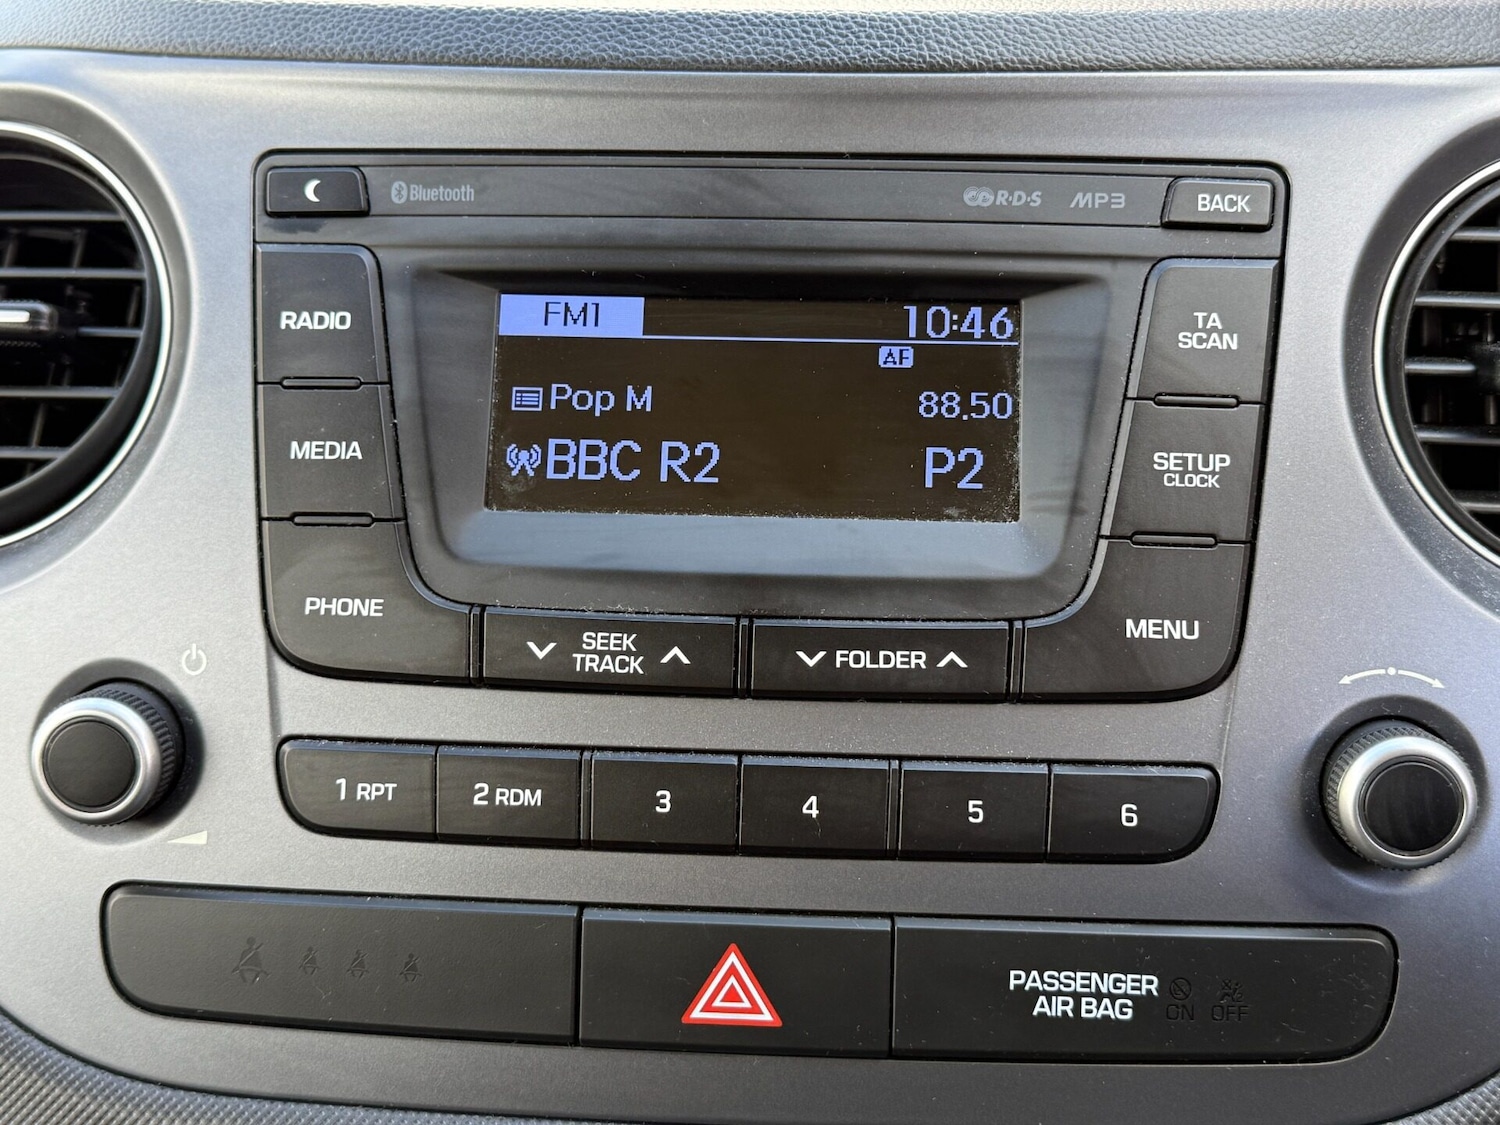 Bluetooth
R·D·S MP3
BACK
RADIO
MEDIA
PHONE
FM1 10:46
AF
Pop M 88.50
BBC R2 P2
TA
SCAN
SETUP
CLOCK
MENU
SEEK
TRACK
FOLDER
1 RPT
2 RDM
3
4
5
6
PASSENGER
AIR BAG
ON OFF